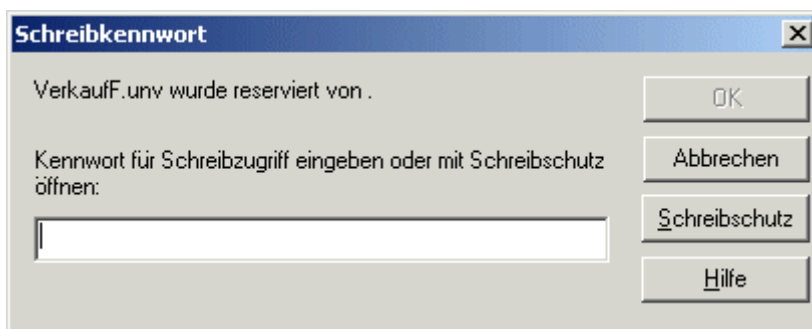 Schreibkennwort
VerkaufF.unv wurde reserviert von .
OK
Kennwort für Schreibzugriff eingeben oder mit Schreibschutz
öffnen:
Abbrechen
Schreibschutz
Hilfe